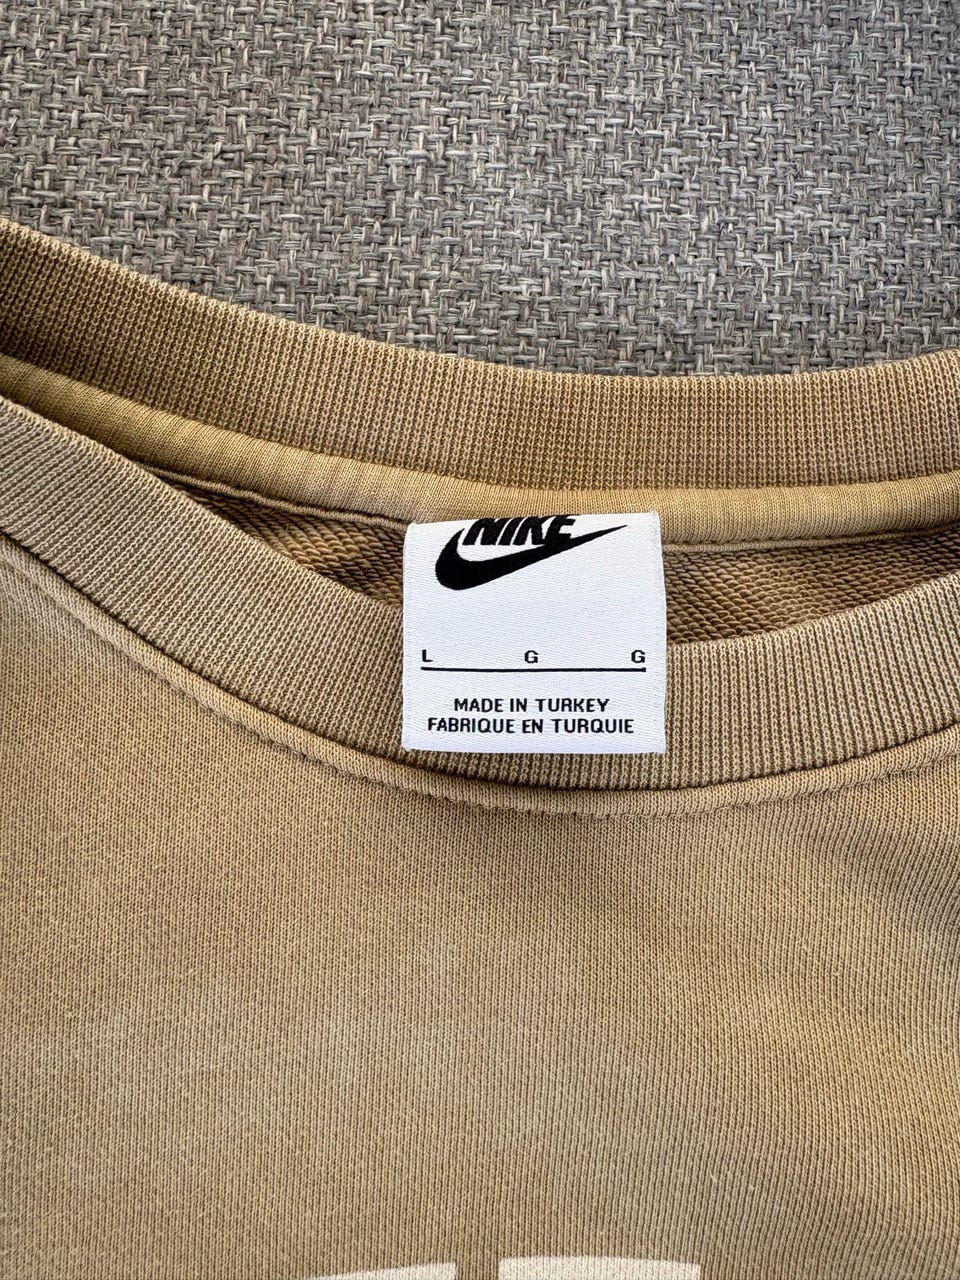 NIKE
L G G
MADE IN TURKEY
FABRIQUE EN TURQUIE